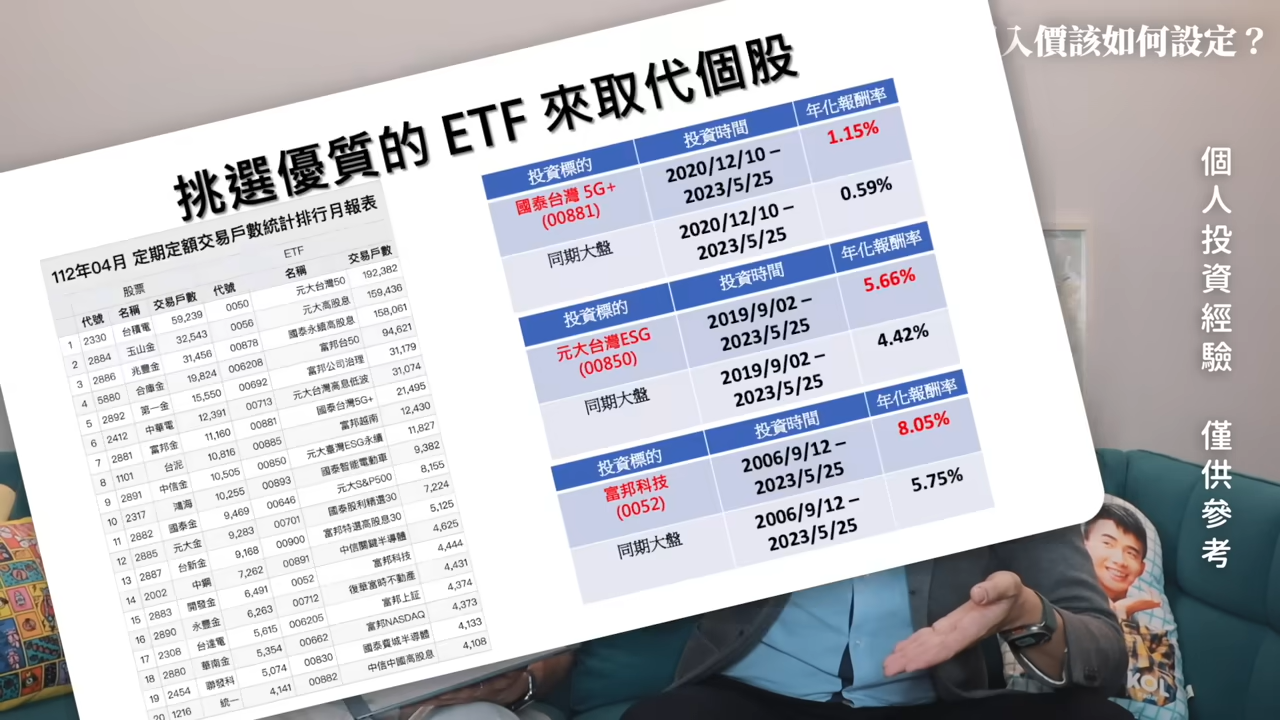 入價該如何設定？
挑選優質的 ETF 來取代個股
112年04月 定期定額交易戶數統計排行月報表
股票 ETF
代號 名稱 交易戶數 代號 名稱 交易戶數
1 2330 台積電 59,239 0050 元大台灣50 192,382
2 2884 玉山金 32,543 0056 元大高股息 159,436
3 2886 兆豐金 31,456 00878 國泰永續高股息 158,061
4 5880 合庫金 19,824 006208 富邦台50 94,621
5 2892 第一金 15,550 00692 富邦公司治理 31,179
6 2412 中華電 12,391 00713 元大台灣高息低波 31,074
7 2881 富邦金 11,160 00881 國泰台灣5G+ 21,495
8 1101 台泥 10,816 00885 富邦越南 12,430
9 2891 中信金 10,505 00850 元大臺灣ESG永續 11,827
10 2317 鴻海 10,255 00893 國泰智能電動車 9,382
11 2882 國泰金 9,469 00646 元大S&P500 8,155
12 2885 元大金 9,283 00701 國泰股利精選30 7,224
13 2887 台新金 9,168 00900 富邦特選高股息30 5,125
14 2002 中鋼 7,262 00891 中信關鍵半導體 4,625
15 2883 開發金 6,491 0052 富邦科技 4,444
16 2890 永豐金 6,263 00712 復華富時不動產 4,431
17 2308 台達電 5,615 006205 富邦上証 4,374
18 2880 華南金 5,354 00662 富邦NASDAQ 4,373
19 2454 聯發科 5,074 00830 國泰費城半導體 4,133
20 1216 統一 4,141 00882 中信中國高股息 4,108
投資標的 投資時間 年化報酬率
國泰台灣 5G+
(00881)
2020/12/10 –
2023/5/25
1.15%
同期大盤
2020/12/10 –
2023/5/25
0.59%
投資標的 投資時間 年化報酬率
元大台灣ESG
(00850)
2019/9/02 –
2023/5/25
5.66%
同期大盤
2019/9/02 –
2023/5/25
4.42%
投資標的 投資時間 年化報酬率
富邦科技
(0052)
2006/9/12 –
2023/5/25
8.05%
同期大盤
2006/9/12 –
2023/5/25
5.75%
個人投資經驗 僅供參考
KOL